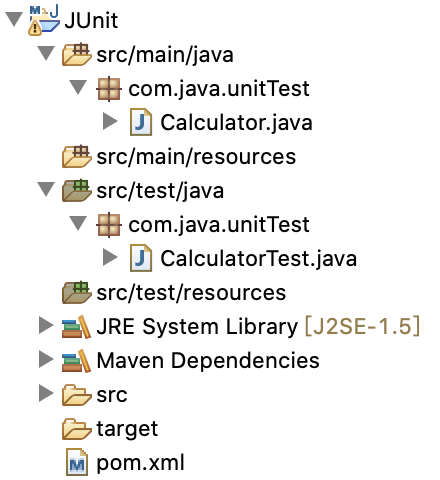 JUnit
src/main/java
com.java.unitTest
Calculator.java
src/main/resources
src/test/java
com.java.unitTest
CalculatorTest.java
src/test/resources
JRE System Library [J2SE-1.5]
Maven Dependencies
src
target
pom.xml